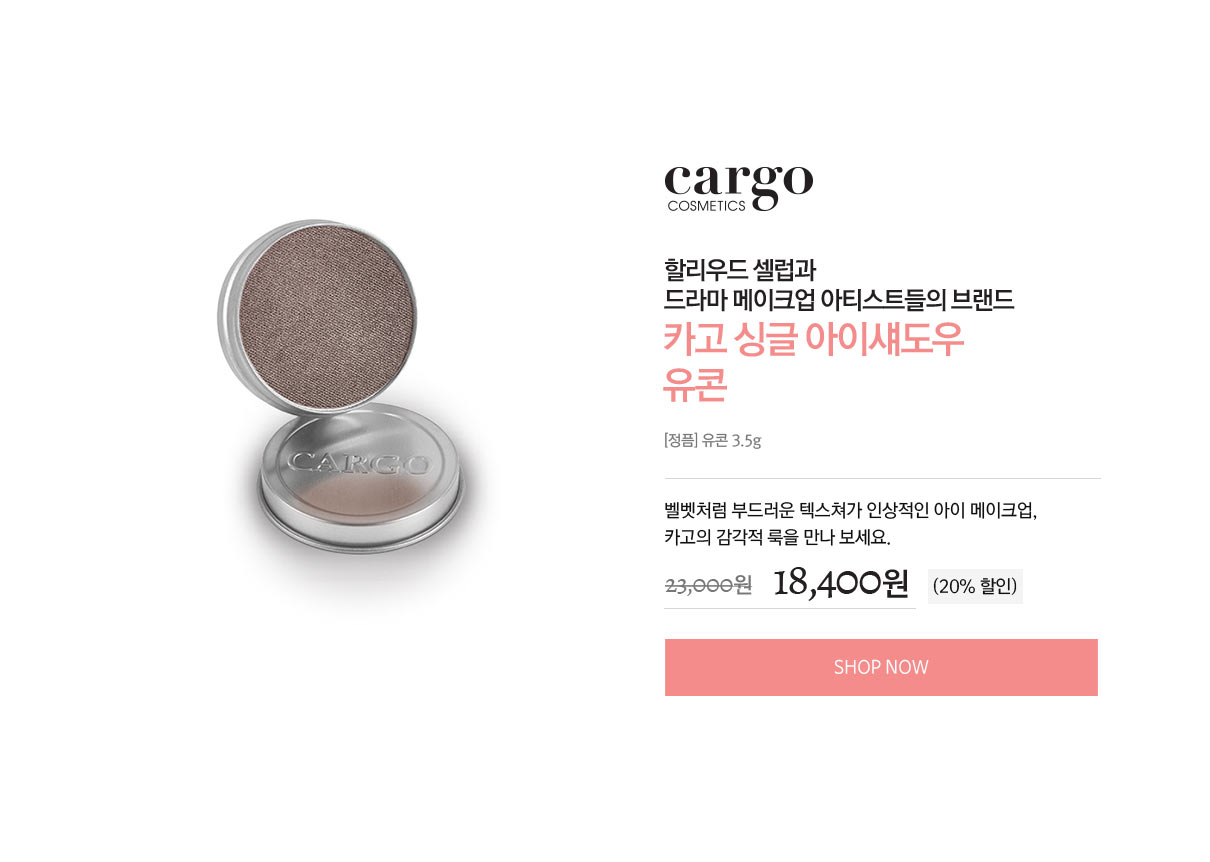 cargo
COSMETICS
할리우드 셀럽과
드라마 메이크업 아티스트들의 브랜드
카고 싱글 아이섀도우
유콘
[정품] 유콘 3.5g
벨벳처럼 부드러운 텍스쳐가 인상적인 아이 메이크업,
카고의 감각적 룩을 만나 보세요.
23,000원 18,400원 (20% 할인)
SHOP NOW
CARGO